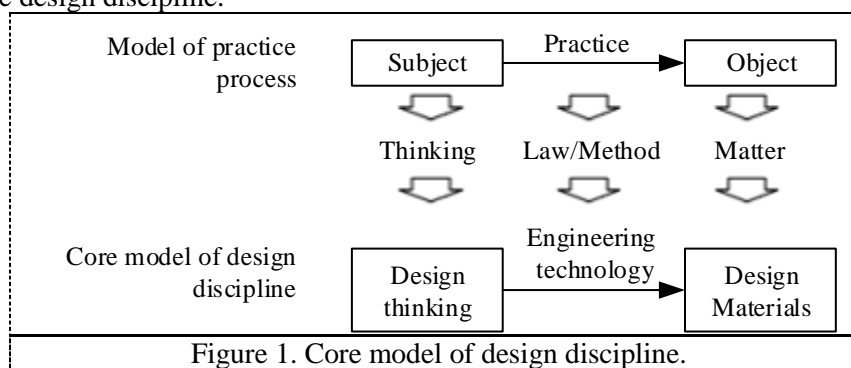 e design discipline.
Model of practice process
Subject
Practice
Object
Thinking
Law/Method
Matter
Core model of design discipline
Design thinking
Engineering technology
Design Materials
Figure 1. Core model of design discipline.